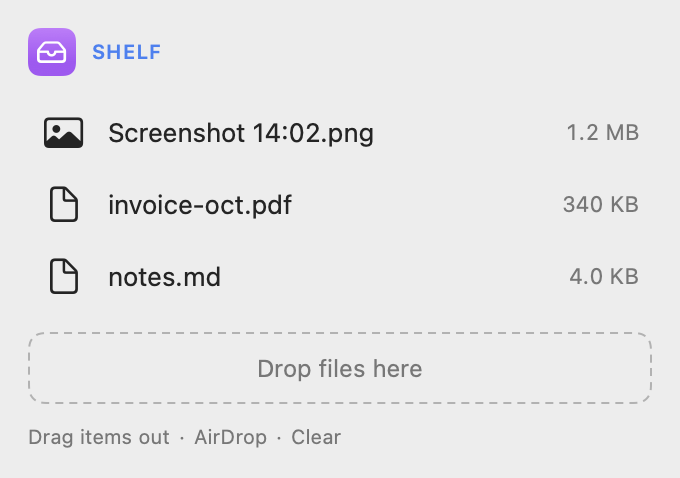 SHELF
Screenshot 14:02.png 1.2 MB
invoice-oct.pdf 340 KB
notes.md 4.0 KB
Drop files here
Drag items out · AirDrop · Clear